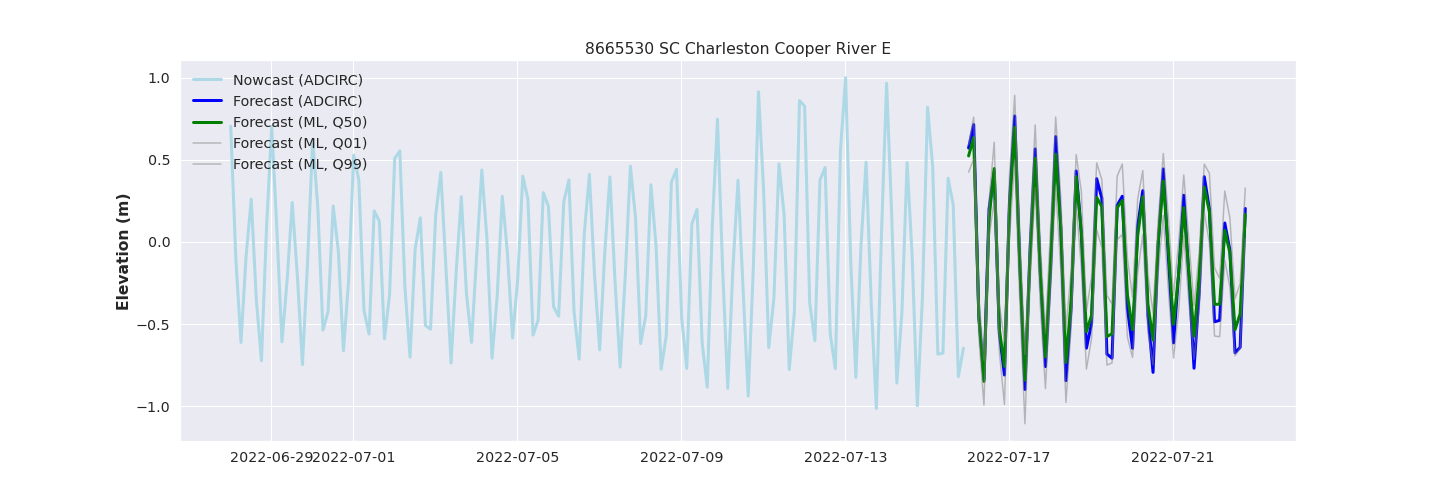 8665530 SC Charleston Cooper River E
Nowcast (ADCIRC)
Forecast (ADCIRC)
Forecast (ML, Q50)
Forecast (ML, Q01)
Forecast (ML, Q99)
Elevation (m)
1.0
0.5
0.0
−0.5
−1.0
2022-06-29 2022-07-01 2022-07-05 2022-07-09 2022-07-13 2022-07-17 2022-07-21